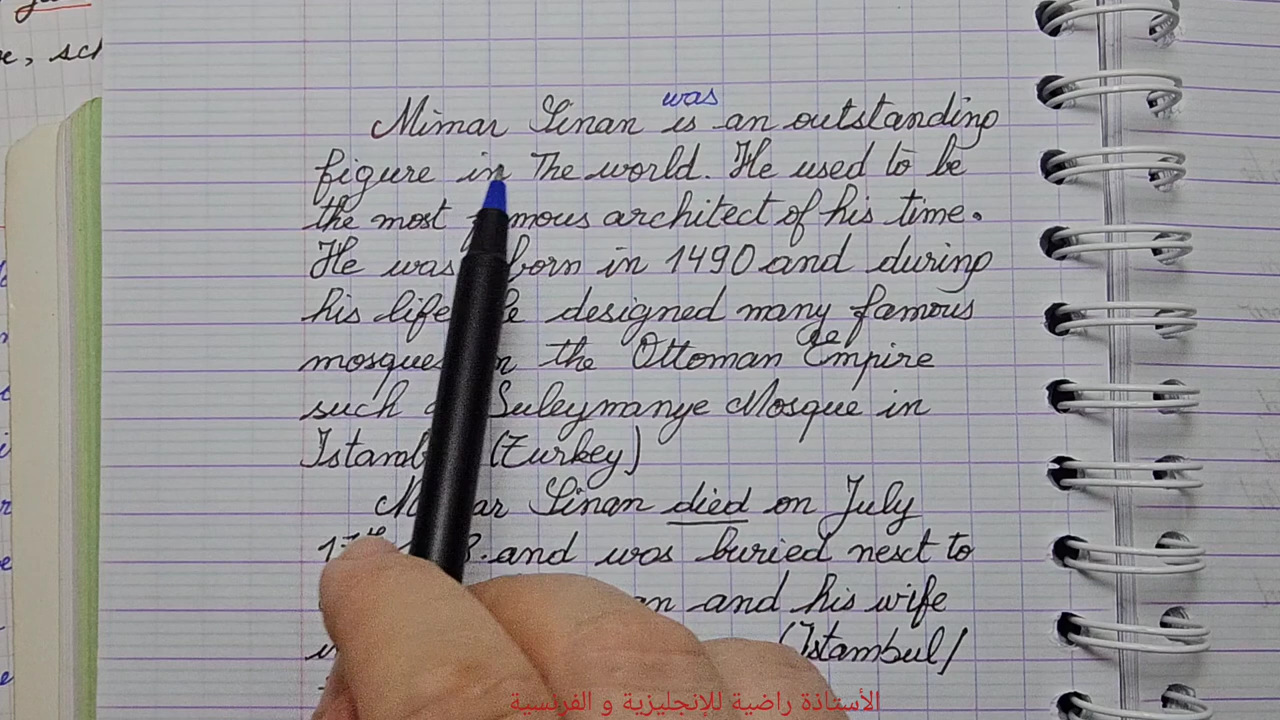 , sch
was
Mimar Sinan is an outstanding
figure in The world. He used to be
the most famous architect of his time.
He was born in 1490 and during
his life he designed many famous
mosques in the Ottoman Empire
such Suleymanye Mosque in
(Turkey)
Mimar Sinan died on July
and was buried next to
and his wife
(Istambul/
الأستاذة راضية للإنجليزية و الفرنسية